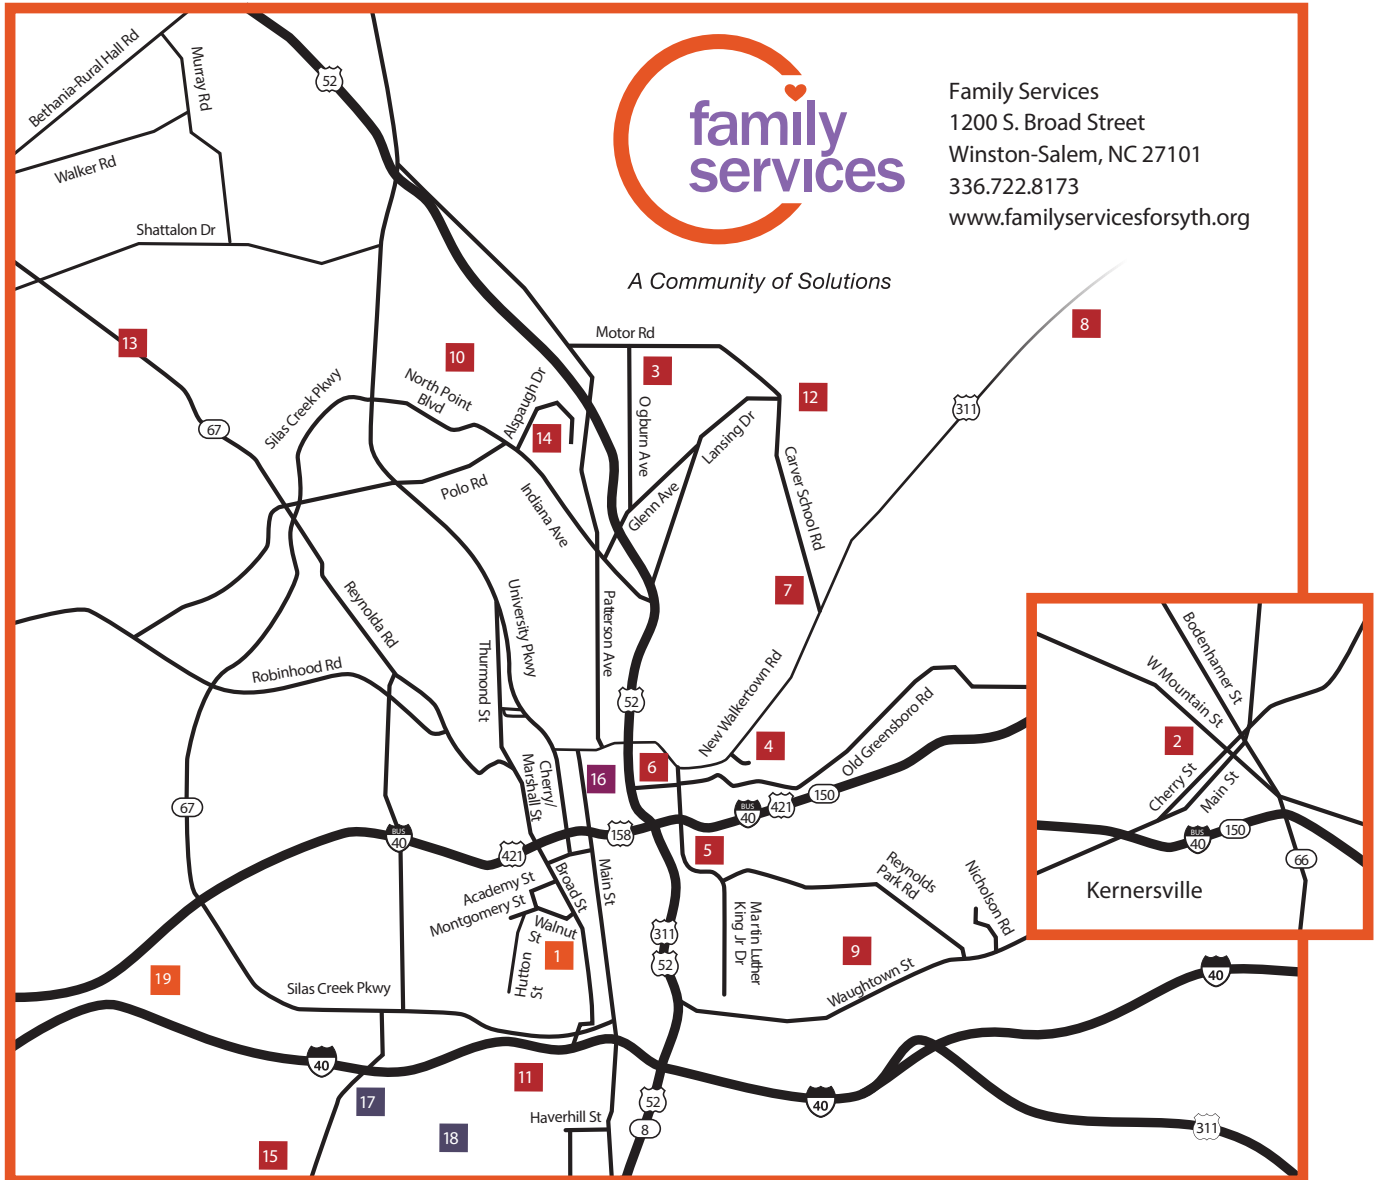 family
services
A Community of Solutions
Family Services
1200 S. Broad Street
Winston-Salem, NC 27101
336.722.8173
www.familyservicesforsyth.org
Bethania-Rural Hall Rd
Murray Rd
52
Walker Rd
Shattalon Dr
13
67
Silas Creek Pkwy
10
North Point
Blvd
Alspaugh Dr
14
Motor Rd
3
Ogburn Ave
12
Lansing Dr
Glenn Ave
Carver School Rd
8
311
Polo Rd
Indiana Ave
7
Reynolda Rd
University Pkwy
Patterson Ave
Thurmond St
Robinhood Rd
52
New Walkertown Rd
4
Old Greensboro Rd
6
16
Cherry/
Marshall St
67
BUS
40
421
158
BUS
40
421
150
5
Academy St
Montgomery St
Broad St
Main St
Walnut
St
1
Hutton
St
311
52
Martin Luther
King Jr Dr
Reynolds
Park Rd
Nicholson Rd
9
Waughtown St
19
Silas Creek Pkwy
40
40
40
11
17
18
15
Haverhill St
52
8
311
Bodenhamer St
W Mountain St
2
Cherry St
Main St
BUS
40
150
66
Kernersville